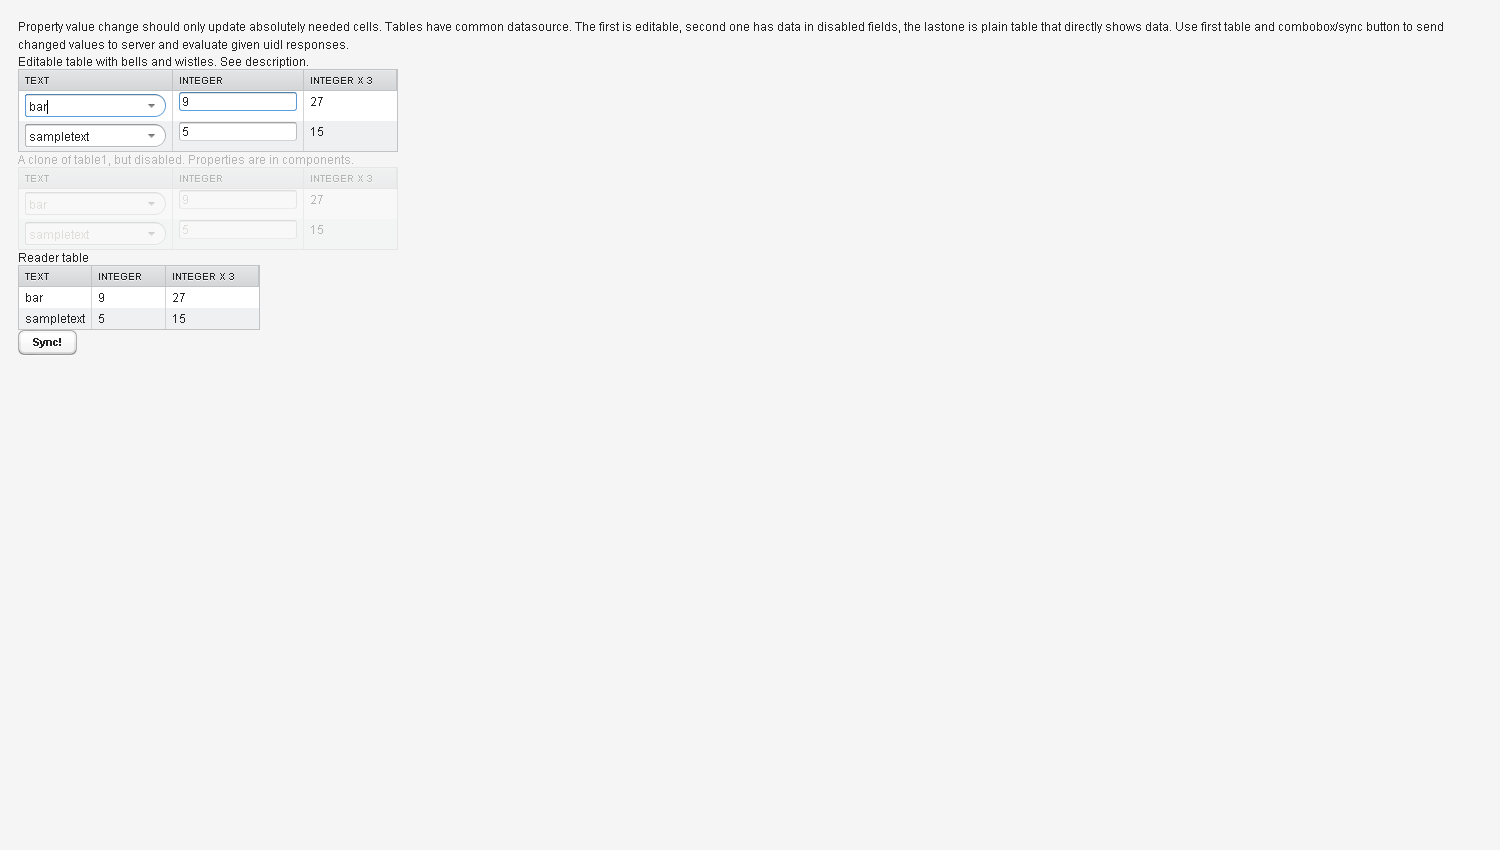 Property value change should only update absolutely needed cells. Tables have common datasource. The first is editable, second one has data in disabled fields, the lastone is plain table that directly shows data. Use first table and combobox/sync button to send
changed values to server and evaluate given uidl responses.
Editable table with bells and wistles. See description.
TEXT INTEGER INTEGER X 3
bar 9 27
sampletext 5 15
A clone of table1, but disabled. Properties are in components.
TEXT INTEGER INTEGER X 3
bar 9 27
sampletext 5 15
Reader table
TEXT INTEGER INTEGER X 3
bar 9 27
sampletext 5 15
Sync!